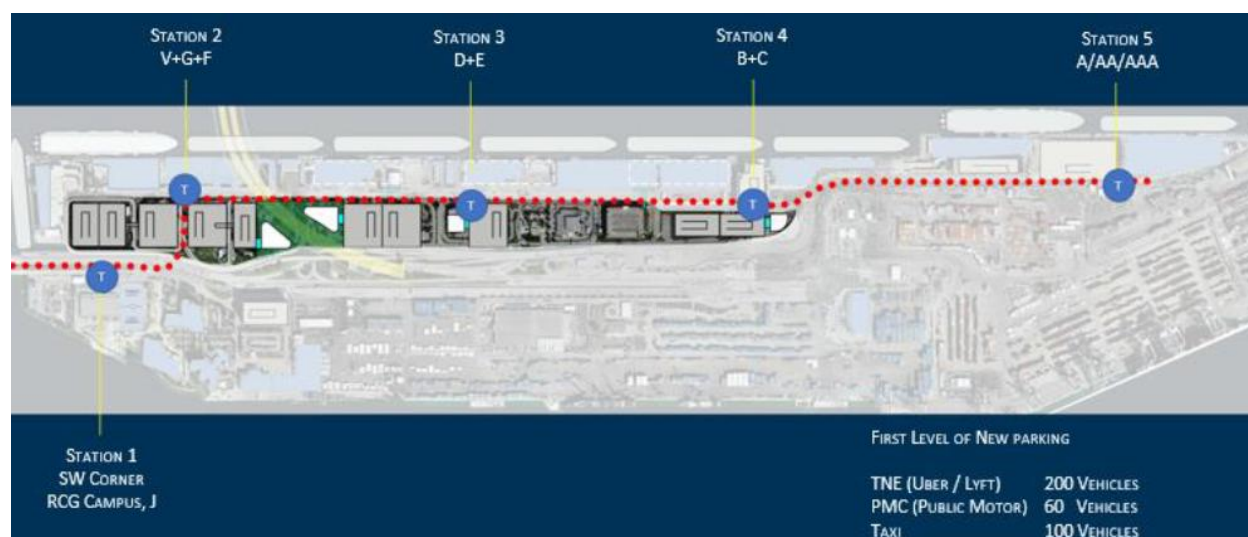 STATION 2
V+G+F
STATION 3
D+E
STATION 4
B+C
STATION 5
A/AA/AAA
T
T
T
T
T
STATION 1
SW CORNER
RCG CAMPUS, J
FIRST LEVEL OF NEW PARKING
TNE (UBER / LYFT) 200 VEHICLES
PMC (PUBLIC MOTOR) 60 VEHICLES
TAXI 100 VEHICLES